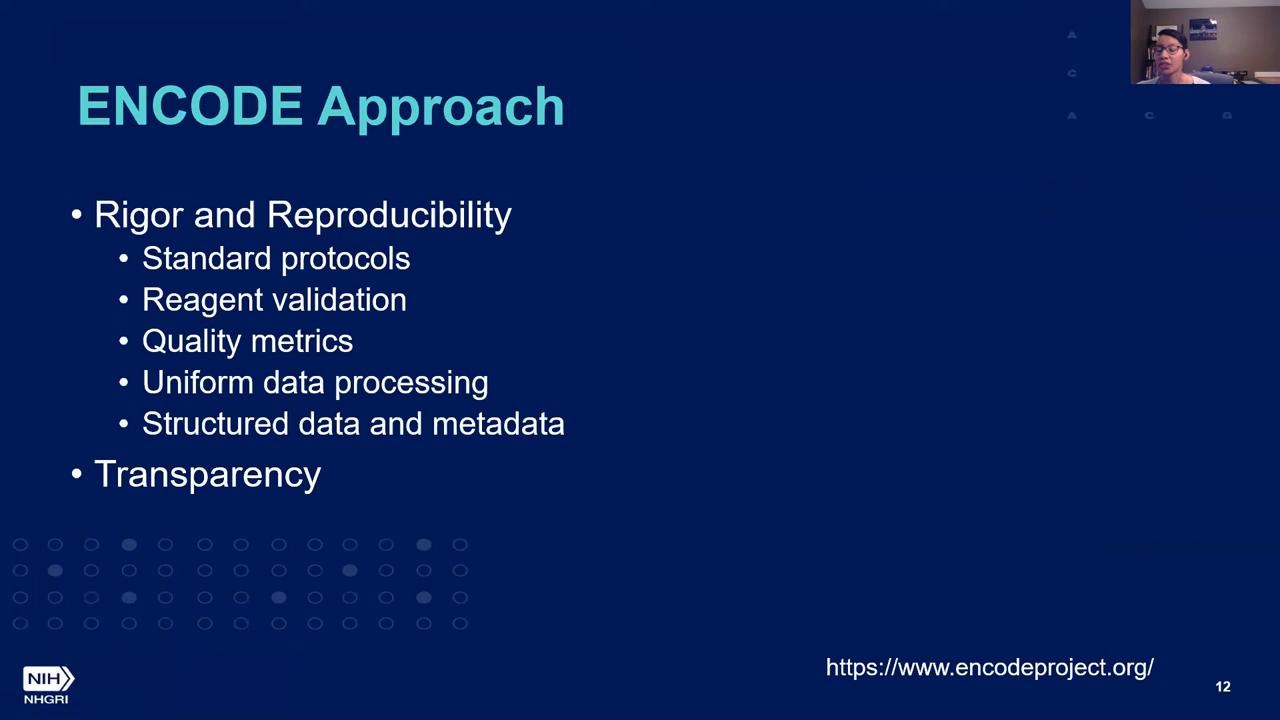 A
C
A C G
ENCODE Approach
• Rigor and Reproducibility
• Standard protocols
• Reagent validation
• Quality metrics
• Uniform data processing
• Structured data and metadata
• Transparency
NIH
NHGRI
https://www.encodeproject.org/
12